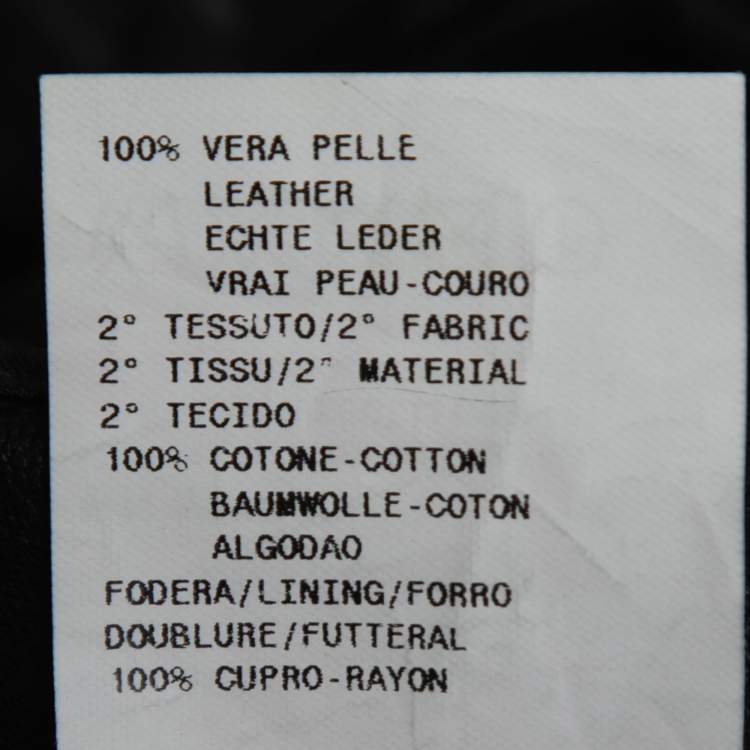 100% VERA PELLE
LEATHER
ECHTE LEDER
VRAI PEAU-COURO
2° TESSUTO/2° FABRIC
2° TISSU/2° MATERIAL
2° TECIDO
100% COTONE-COTTON
BAUMWOLLE-COTON
ALGODAO
FODERA/LINING/FORRO
DOUBLURE/FUTTERAL
100% CUPRO-RAYON